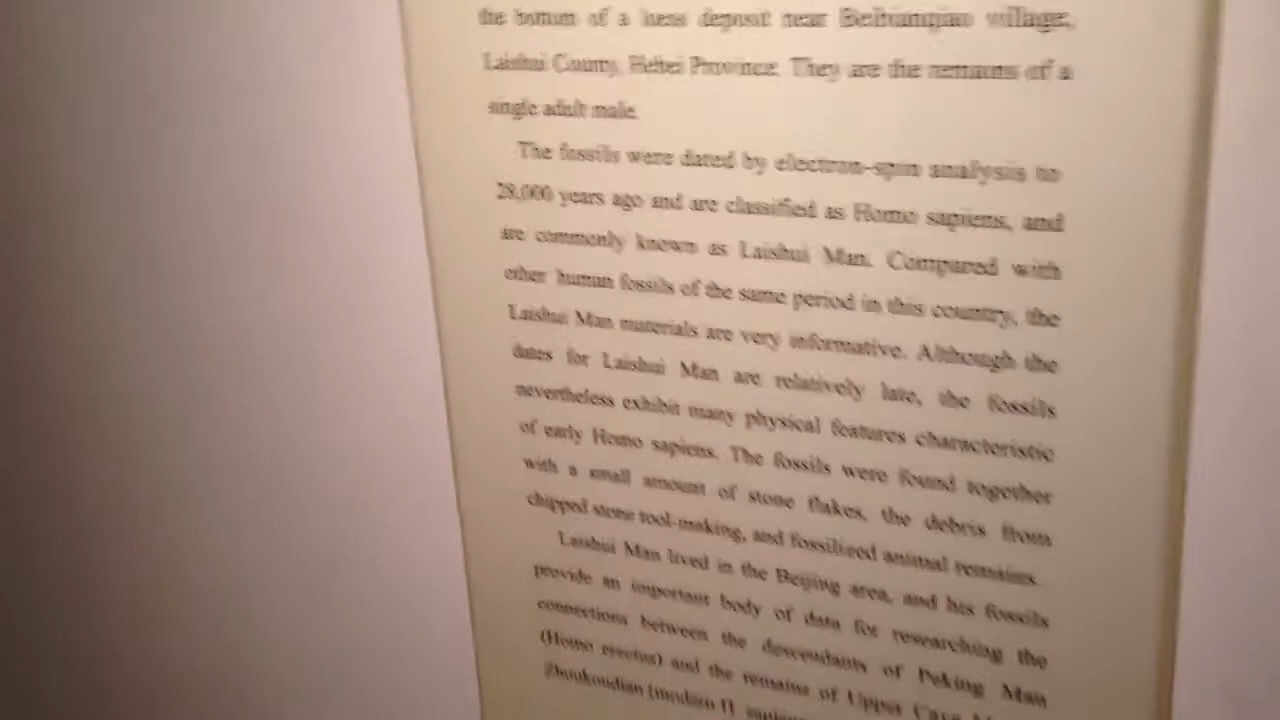 the bottom of a loess deposit near Beibianqiao village,
Laishui County, Hebei Province. They are the remains of a
single adult male.
The fossils were dated by electron-spin analysis to
28,000 years ago and are classified as Homo sapiens, and
are commonly known as Laishui Man. Compared with
other human fossils of the same period in this country, the
Laishui Man materials are very informative. Although the
dates for Laishui Man are relatively late, the fossils
nevertheless exhibit many physical features characteristic
of early Homo sapiens. The fossils were found together
with a small amount of stone flakes, the debris from
chipped stone tool-making, and fossilized animal remains.
Laishui Man lived in the Beijing area, and his fossils
provide an important body of data for researching the
connections between the descendants of Peking Man
(Homo erectus) and the remains of Upper Cave
Zhoukoudian (modern H. sapiens